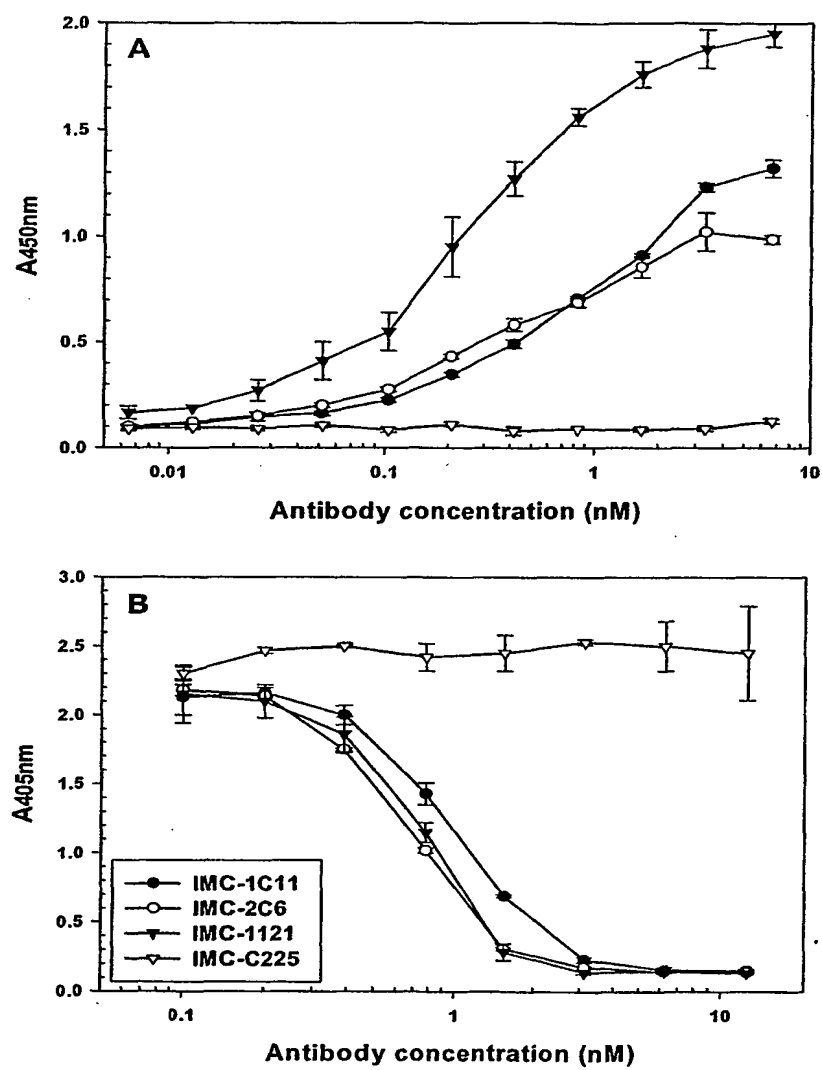 A
2.0
1.5
1.0
0.5
0.0
A450nm
0.01 0.1 1 10
Antibody concentration (nM)
B
3.0
2.5
2.0
1.5
1.0
0.5
0.0
A405nm
IMC-1C11
IMC-2C6
IMC-1121
IMC-C225
0.1 1 10
Antibody concentration (nM)